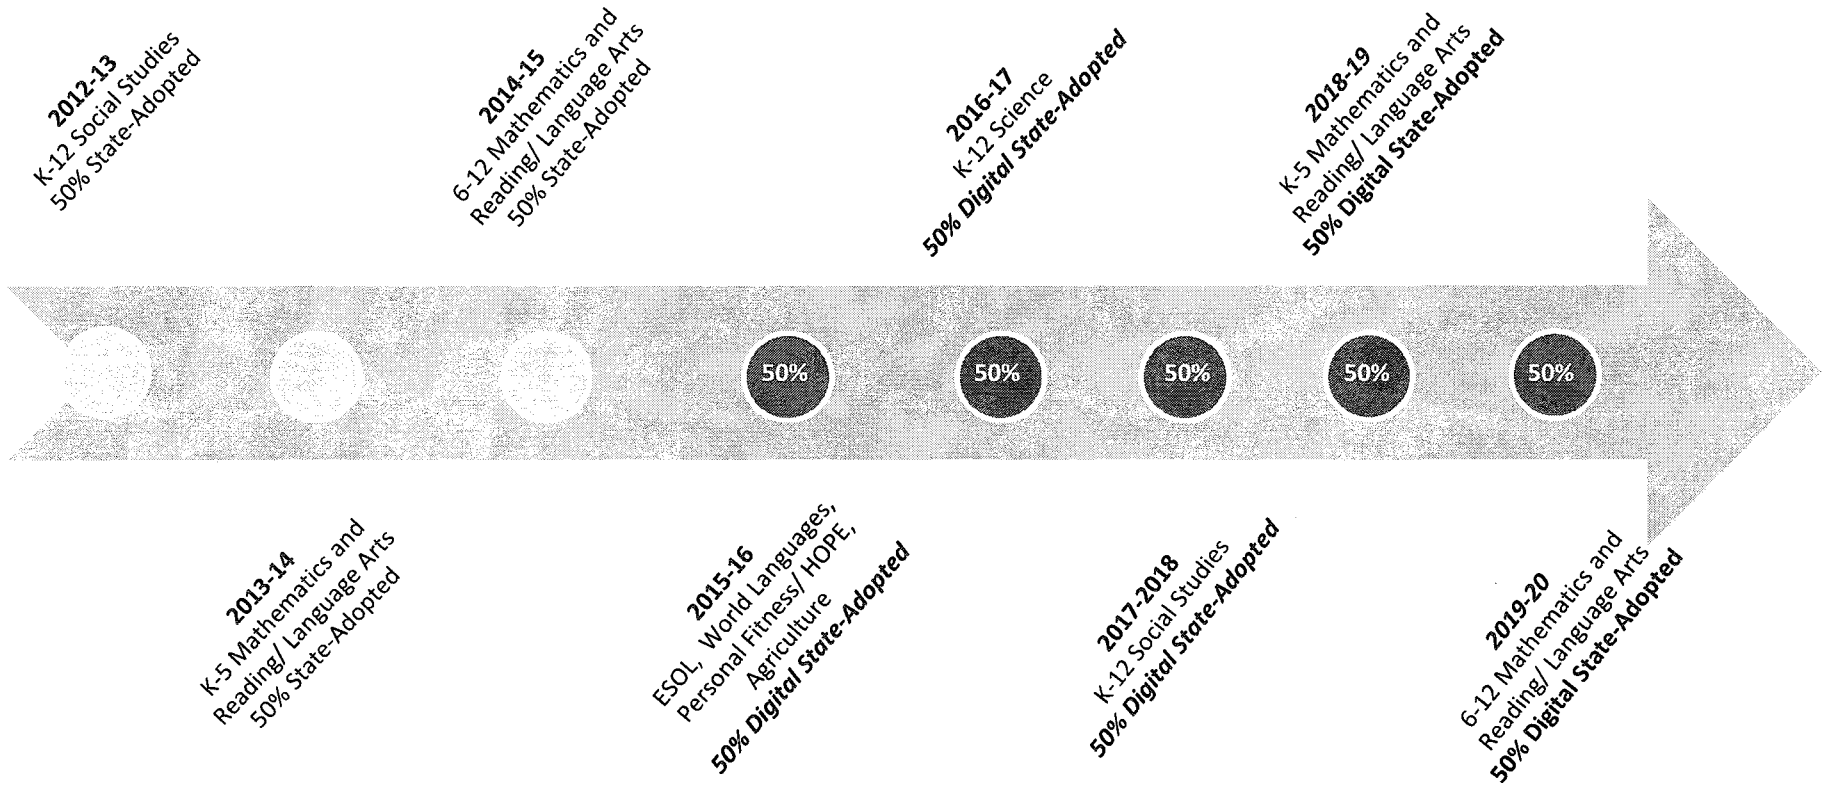 2012-13
K-12 Social Studies
50% State-Adopted
2014-15
6-12 Mathematics and
Reading/ Language Arts
50% State-Adopted
2016-17
K-12 Science
50% Digital State-Adopted
2018-19
K-5 Mathematics and
Reading/ Language Arts
50% Digital State-Adopted
50%
50%
50%
50%
50%
2013-14
K-5 Mathematics and
Reading/ Language Arts
50% State-Adopted
2015-16
ESOL, World Languages,
Personal Fitness/ HOPE,
Agriculture
50% Digital State-Adopted
2017-2018
K-12 Social Studies
50% Digital State-Adopted
2019-20
6-12 Mathematics and
Reading/ Language Arts
50% Digital State-Adopted